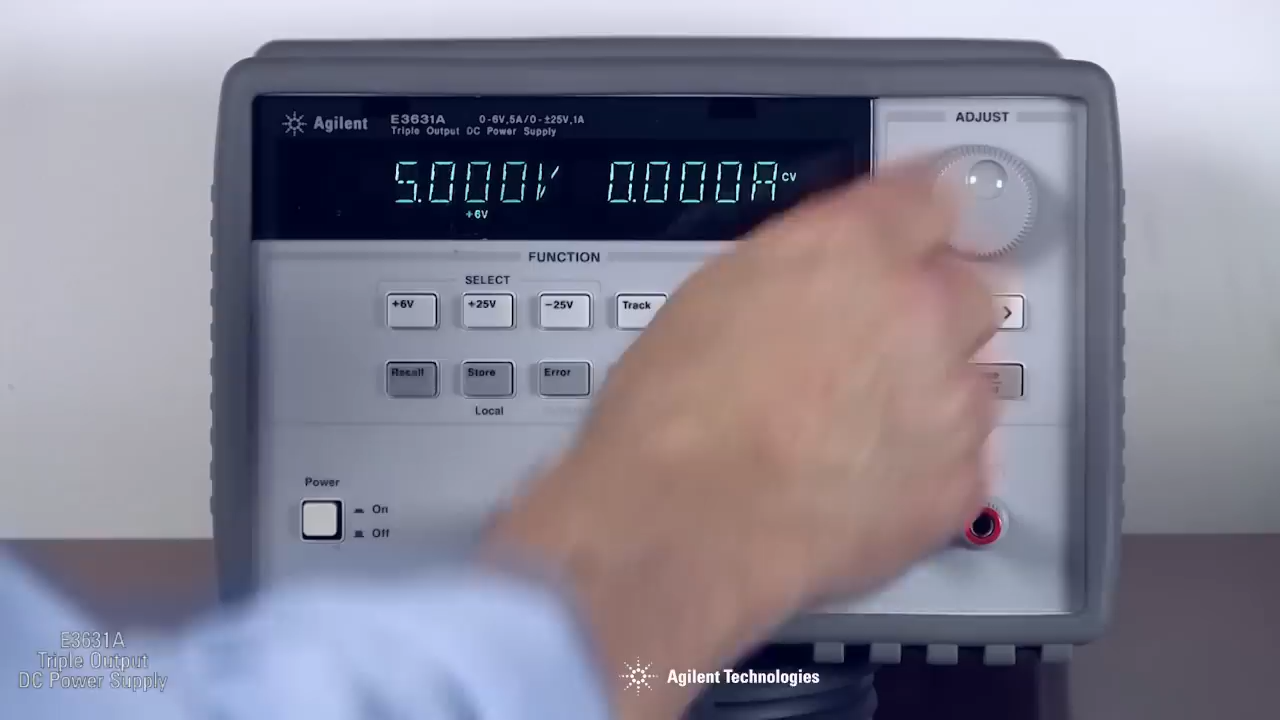 Agilent
E3631A 0-6V,5A/0-±25V,1A
Triple Output DC Power Supply
ADJUST
5.000V 0.000A CV
+6V
FUNCTION
SELECT
+6V +25V -25V Track >
Recall Store Error
Local
Power
On
Off
E3631A
Triple Output
DC Power Supply
Agilent Technologies